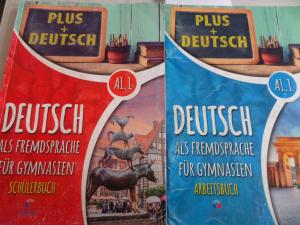 PLUS
+
DEUTSCH
A1.1
DEUTSCH
ALS FREMDSPRACHE
FÜR GYMNASIEN
SCHÜLERBUCH
PLUS
+
DEUTSCH
A1.1
DEUTSCH
ALS FREMDSPRACHE
FÜR GYMNASIEN
ARBEITSBUCH